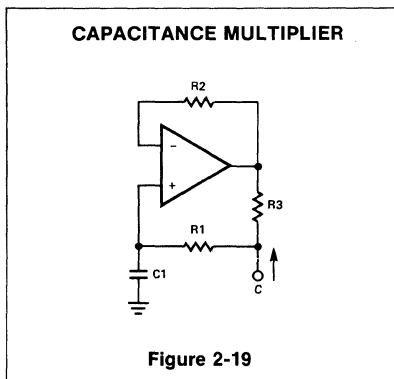 CAPACITANCE MULTIPLIER
R2
−
+
R3
R1
C1
C
Figure 2-19